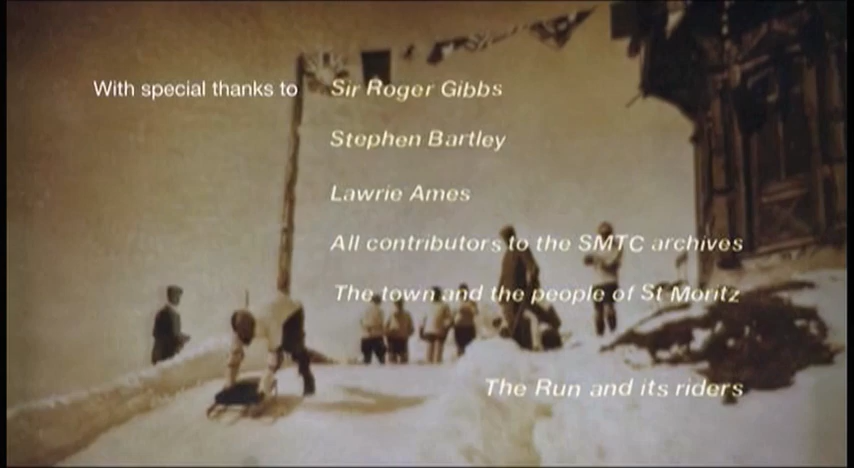 With special thanks to Sir Roger Gibbs
Stephen Bartley
Lawrie Ames
All contributors to the SMTC archives
The town and the people of St Moritz
The Run and its riders